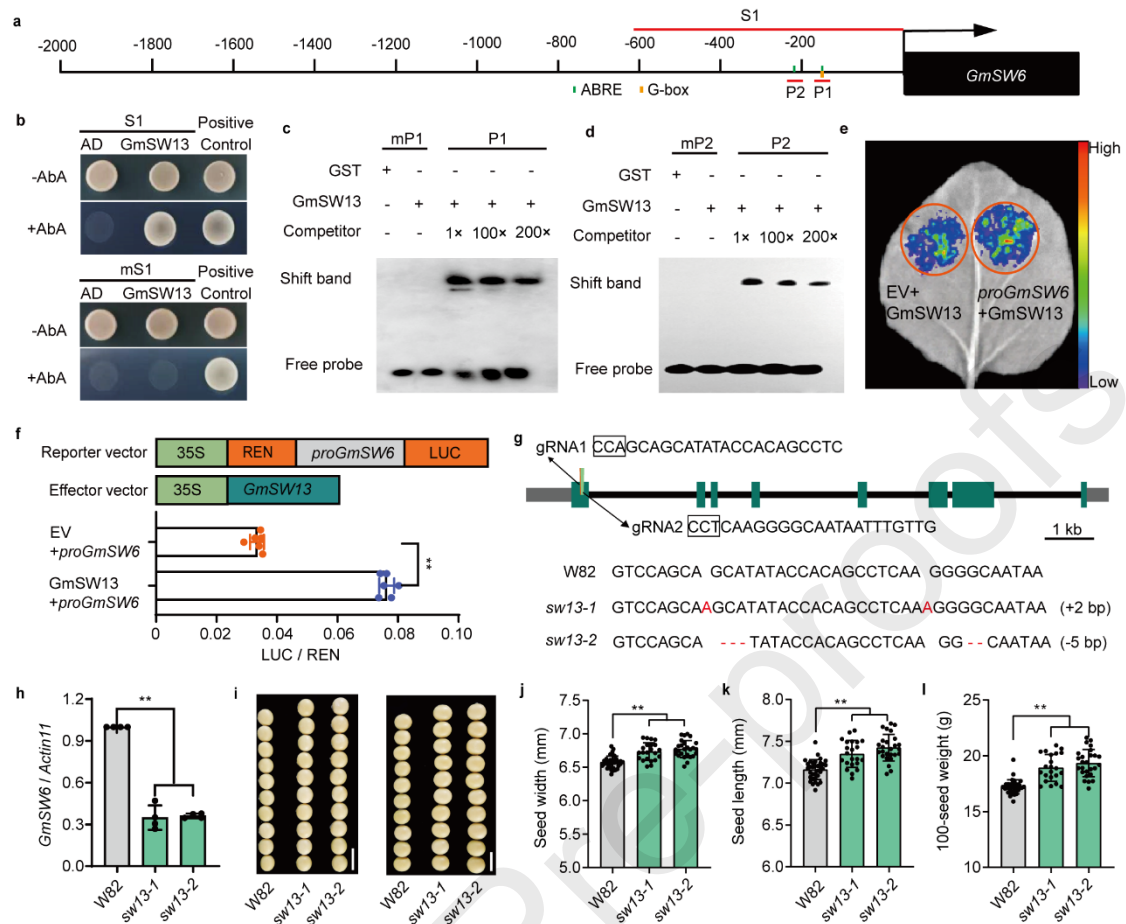 a
S1
-2000 -1800 -1600 -1400 -1200 -1000 -800 -600 -400 -200
GmSW6
ABRE G-box P2 P1
b
S1 Positive
AD GmSW13 Control
-AbA
+AbA
mS1 Positive
AD GmSW13 Control
-AbA
+AbA
c
mP1 P1
GST + - - - -
GmSW13 - + + + +
Competitor - - 1× 100× 200×
Shift band
Free probe
d
mP2 P2
GST + - - - -
GmSW13 - + + + +
Competitor - - 1× 100× 200×
Shift band
Free probe
e
High
EV+ proGmSW6
GmSW13 +GmSW13
Low
f
Reporter vector 35S REN proGmSW6 LUC
Effector vector 35S GmSW13
EV
+proGmSW6
GmSW13
+proGmSW6
**
0 0.02 0.04 0.06 0.08 0.10
LUC / REN
g
gRNA1 CCAGCAGCATATACCACAGCCTC
gRNA2 CCTCAAGGGGCAATAATTTGTTG
1 kb
W82 GTCCAGCA GCATATACCACAGCCTCAA GGGGCAATAA
sw13-1 GTCCAGCAAGCATATACCACAGCCTCAAAGGGGCAATAA (+2 bp)
sw13-2 GTCCAGCA ---TATACCACAGCCTCAA GG--CAATAA (-5 bp)
h
GmSW6 / Actin11
1.2
0.9
0.6
0.3
0.0
**
W82 sw13-1 sw13-2
i
W82 sw13-1 sw13-2
W82 sw13-1 sw13-2
j
Seed width (mm)
7.5
7.0
6.5
6.0
5.5
5.0
**
W82 sw13-1 sw13-2
k
Seed length (mm)
8.0
7.5
7.0
6.5
6.0
**
W82 sw13-1 sw13-2
l
100-seed weight (g)
25
20
15
10
**
W82 sw13-1 sw13-2
Pre-proofs